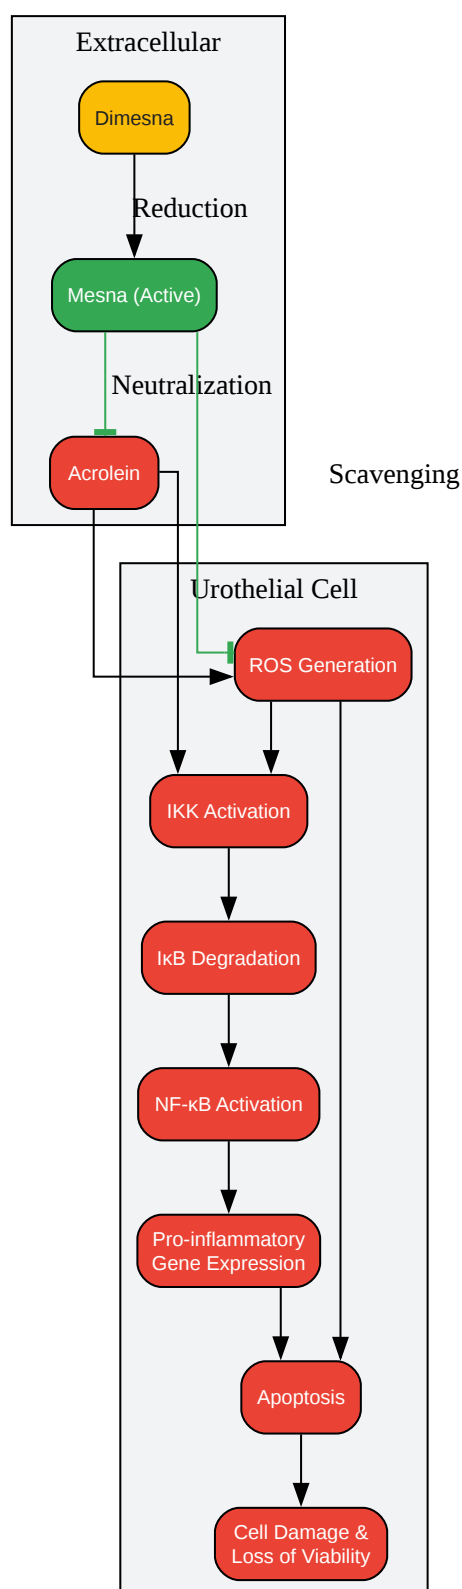 Extracellular
Dimesna
Reduction
Mesna (Active)
Neutralization
Acrolein
Scavenging
Urothelial Cell
ROS Generation
IKK Activation
IκB Degradation
NF-κB Activation
Pro-inflammatory
Gene Expression
Apoptosis
Cell Damage &
Loss of Viability